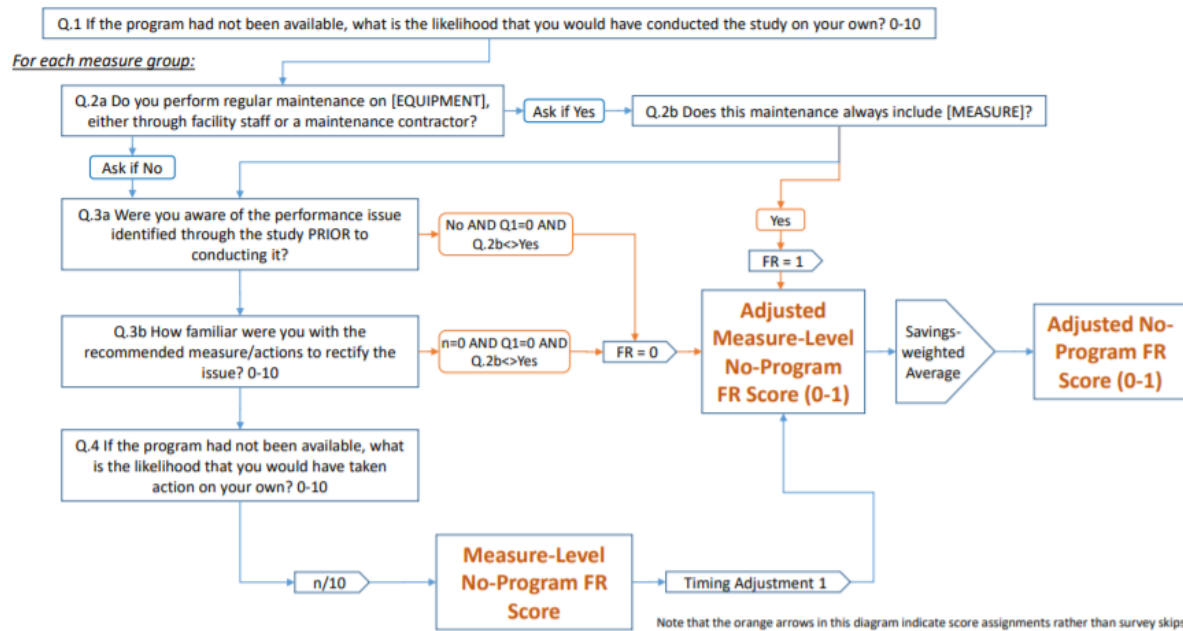 Q.1 If the program had not been available, what is the likelihood that you would have conducted the study on your own? 0-10
For each measure group:
Q.2a Do you perform regular maintenance on [EQUIPMENT],
either through facility staff or a maintenance contractor?
Ask if Yes
Q.2b Does this maintenance always include [MEASURE]?
Ask if No
Q.3a Were you aware of the performance issue
identified through the study PRIOR to
conducting it?
No AND Q1=0 AND
Q.2b<>Yes
Yes
FR = 1
Q.3b How familiar were you with the
recommended measure/actions to rectify the
issue? 0-10
n=0 AND Q1=0 AND
Q.2b<>Yes
FR = 0
Adjusted
Measure-Level
No-Program
FR Score (0-1)
Savings-
weighted
Average
Adjusted No-
Program FR
Score (0-1)
Q.4 If the program had not been available, what
is the likelihood that you would have taken
action on your own? 0-10
n/10
Measure-Level
No-Program FR
Score
Timing Adjustment 1
Note that the orange arrows in this diagram indicate score assignments rather than survey skips